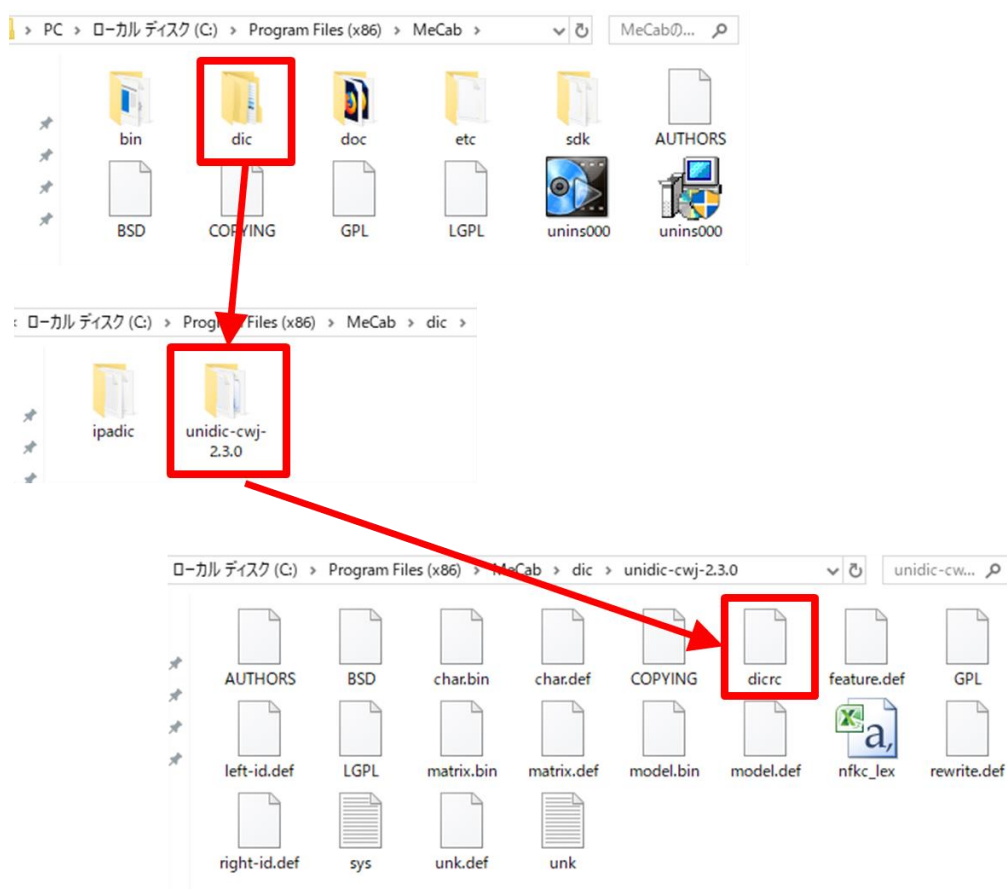 > PC > ローカル ディスク (C:) > Program Files (x86) > MeCab >
MeCabの...
bin dic doc etc sdk AUTHORS
BSD COPYING GPL LGPL unins000 unins000
ローカル ディスク (C:) > Program Files (x86) > MeCab > dic >
ipadic unidic-cwj-
2.3.0
ローカル ディスク (C:) > Program Files (x86) > MeCab > dic > unidic-cwj-2.3.0
unidic-cw...
AUTHORS BSD char.bin char.def COPYING dicrc feature.def GPL
left-id.def LGPL matrix.bin matrix.def model.bin model.def nfkc_lex rewrite.def
right-id.def sys unk.def unk